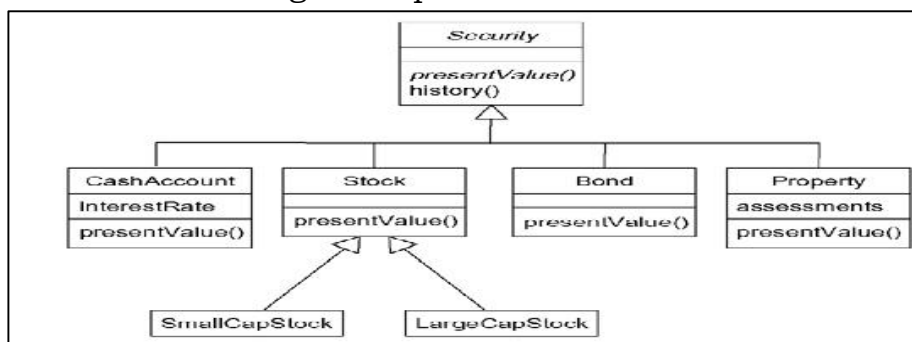 Security
presentValue()
history()
CashAccount
InterestRate
presentValue()
Stock
presentValue()
Bond
presentValue()
Property
assessments
presentValue()
SmallCapStock
LargeCapStock